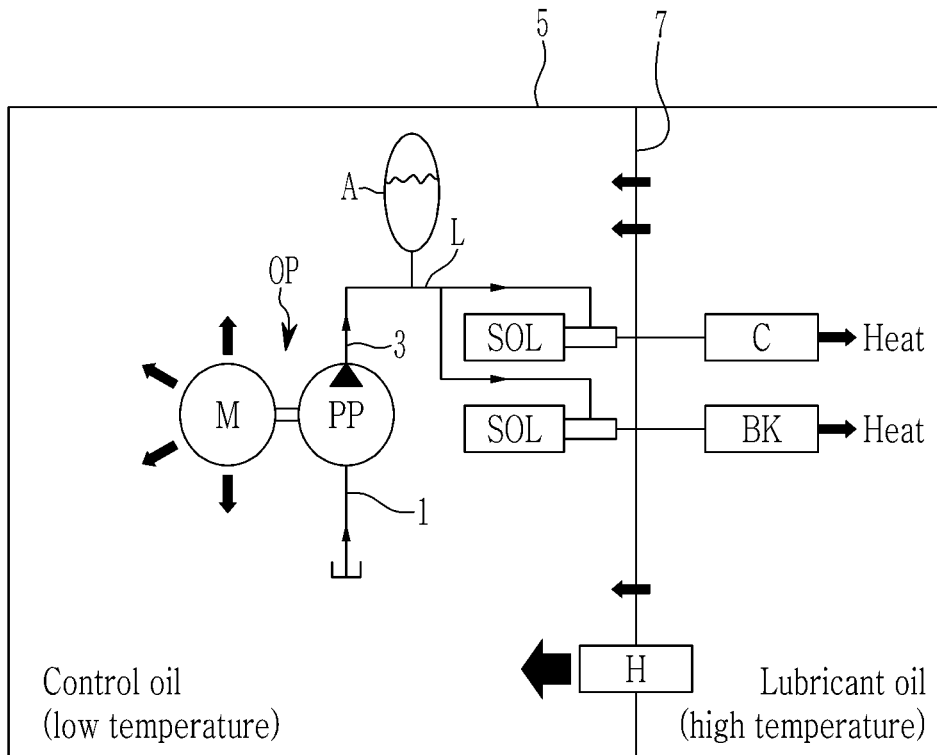 5
7
A
L
OP
3
SOL
C
Heat
M
PP
SOL
BK
Heat
1
H
Control oil
(low temperature)
Lubricant oil
(high temperature)